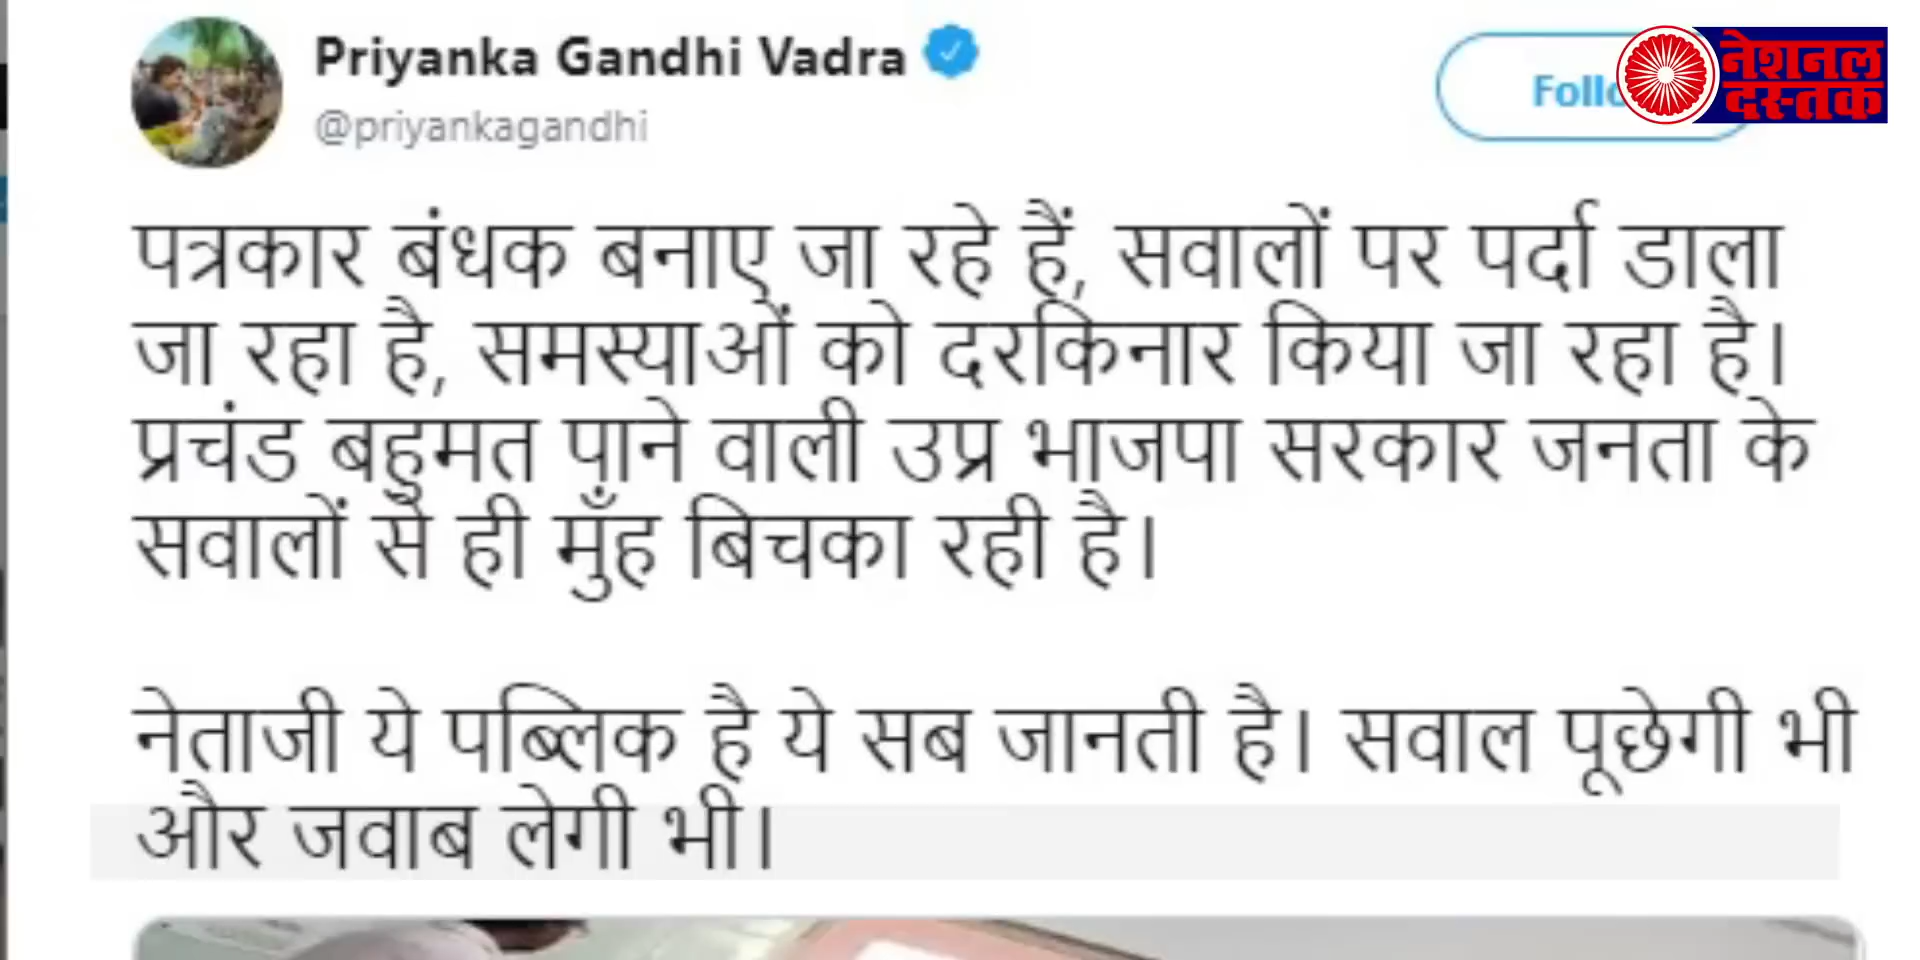 Priyanka Gandhi Vadra
@priyankagandhi
नेशनल
दस्तक
पत्रकार बंधक बनाए जा रहे हैं, सवालों पर पर्दा डाला
जा रहा है, समस्याओं को दरकिनार किया जा रहा है।
प्रचंड बहुमत पाने वाली उप्र भाजपा सरकार जनता के
सवालों से ही मुँह बिचका रही है।
नेताजी ये पब्लिक है ये सब जानती है। सवाल पूछेगी भी
और जवाब लेगी भी।